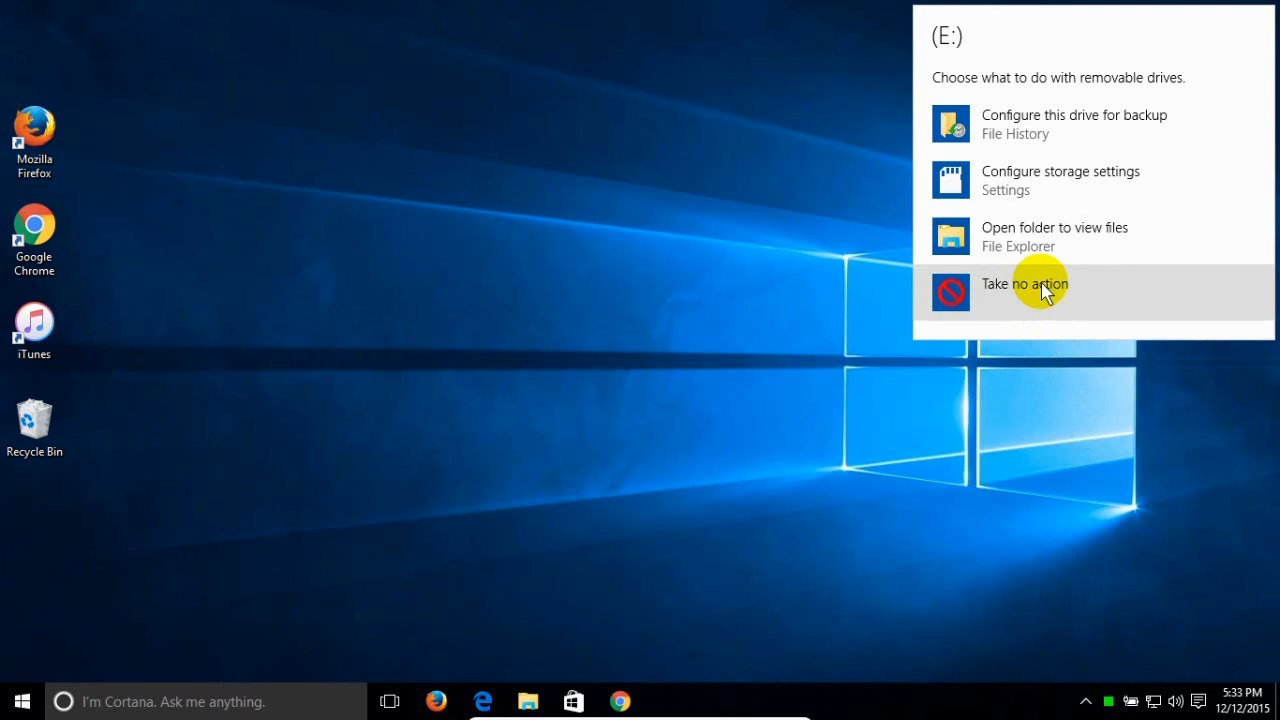 (E:)
Choose what to do with removable drives.
Configure this drive for backup
File History
Configure storage settings
Settings
Open folder to view files
File Explorer
Take no action
Mozilla
Firefox
Google
Chrome
iTunes
Recycle Bin
I'm Cortana. Ask me anything.
5:33 PM
12/12/2015